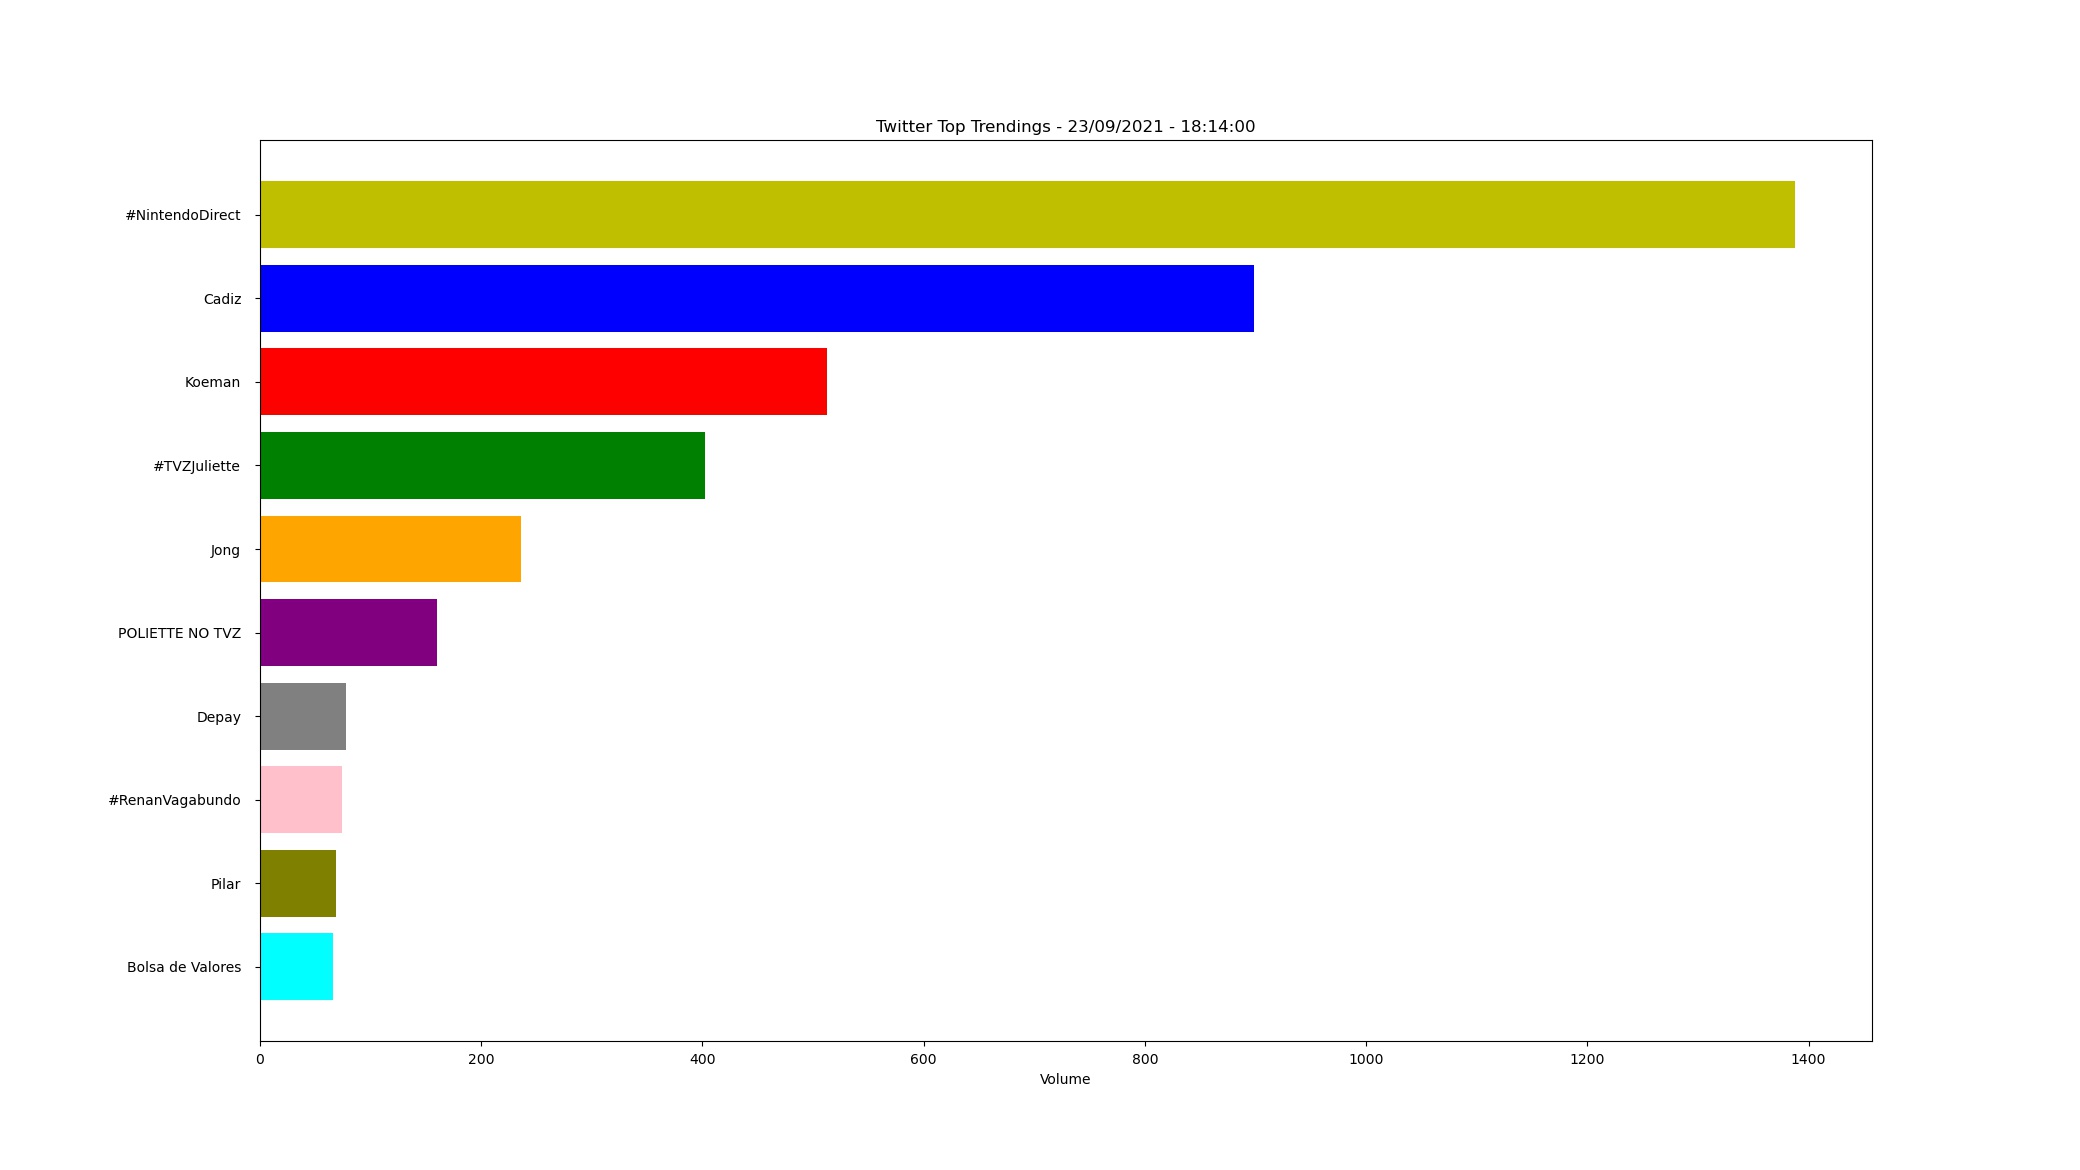 Twitter Top Trendings - 23/09/2021 - 18:14:00
#NintendoDirect
Cadiz
Koeman
#TVZJuliette
Jong
POLIETTE NO TVZ
Depay
#RenanVagabundo
Pilar
Bolsa de Valores
0 200 400 600 800 1000 1200 1400
Volume